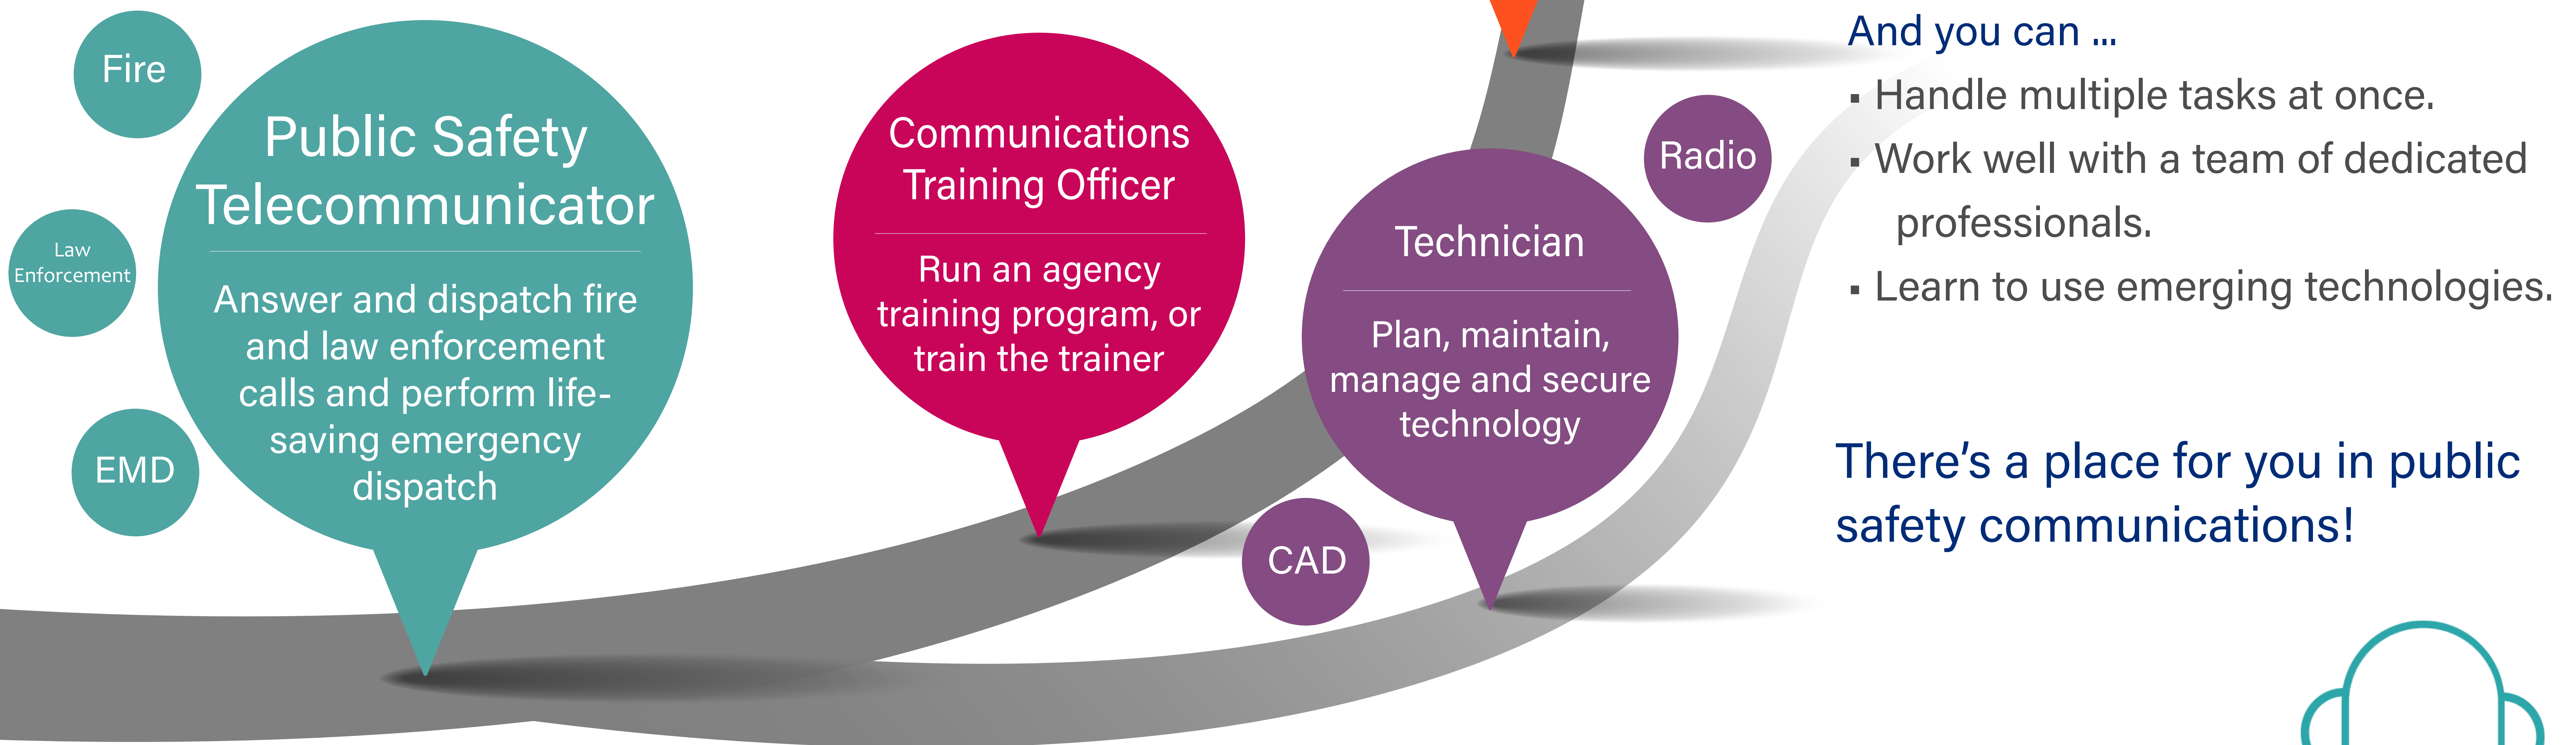 Fire
Law
Enforcement
EMD
Public Safety
Telecommunicator
Answer and dispatch fire
and law enforcement
calls and perform life-
saving emergency
dispatch
Communications
Training Officer
Run an agency
training program, or
train the trainer
Technician
Plan, maintain,
manage and secure
technology
Radio
CAD
And you can ...
▪ Handle multiple tasks at once.
▪ Work well with a team of dedicated
professionals.
▪ Learn to use emerging technologies.
There’s a place for you in public
safety communications!